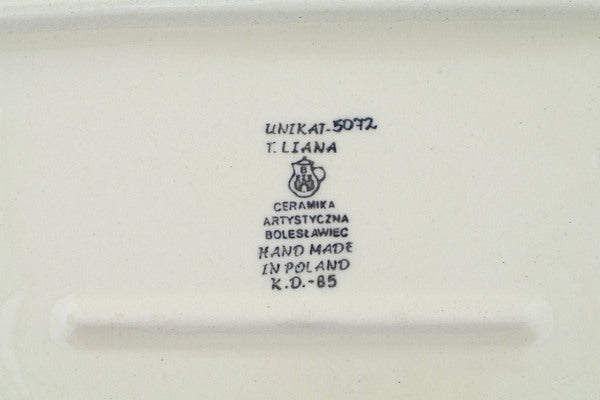 UNIKAT-5072
T. LIANA
B
CERAMIKA
ARTYSTYCZNA
BOLESŁAWIEC
HAND MADE
IN POLAND
K.D.-85